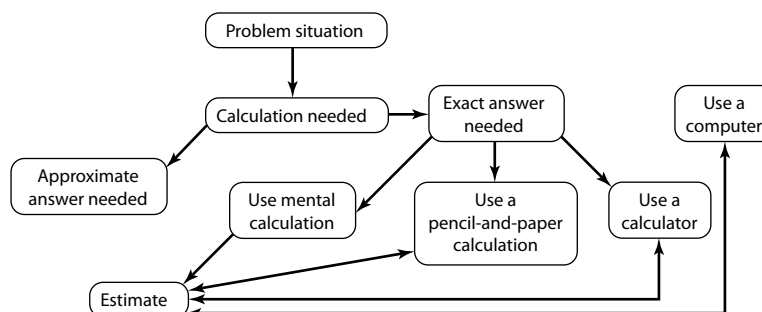 Problem situation
Calculation needed
Exact answer
needed
Use a
computer
Approximate
answer needed
Use mental
calculation
Use a
pencil-and-paper
calculation
Use a
calculator
Estimate